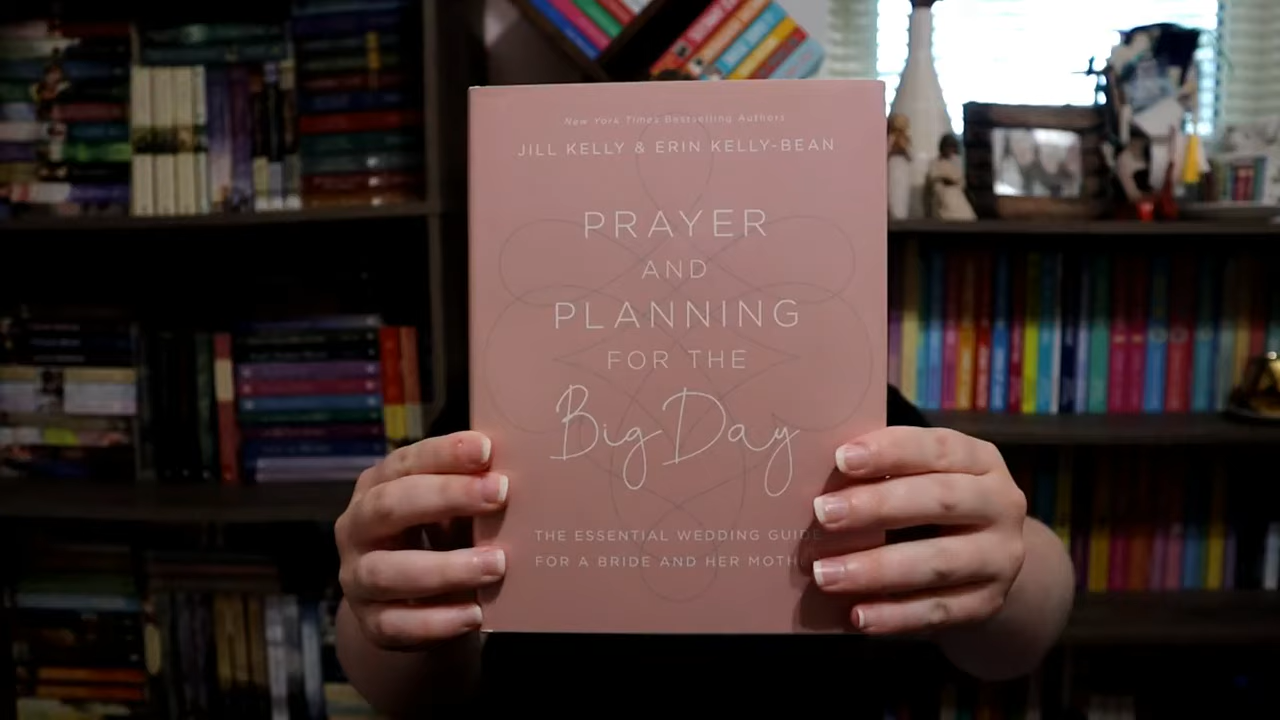 New York Times Bestselling Authors
JILL KELLY & ERIN KELLY-BEAN
PRAYER
AND
PLANNING
FOR THE
Big Day
THE ESSENTIAL WEDDING GUIDE
FOR A BRIDE AND HER MOTH